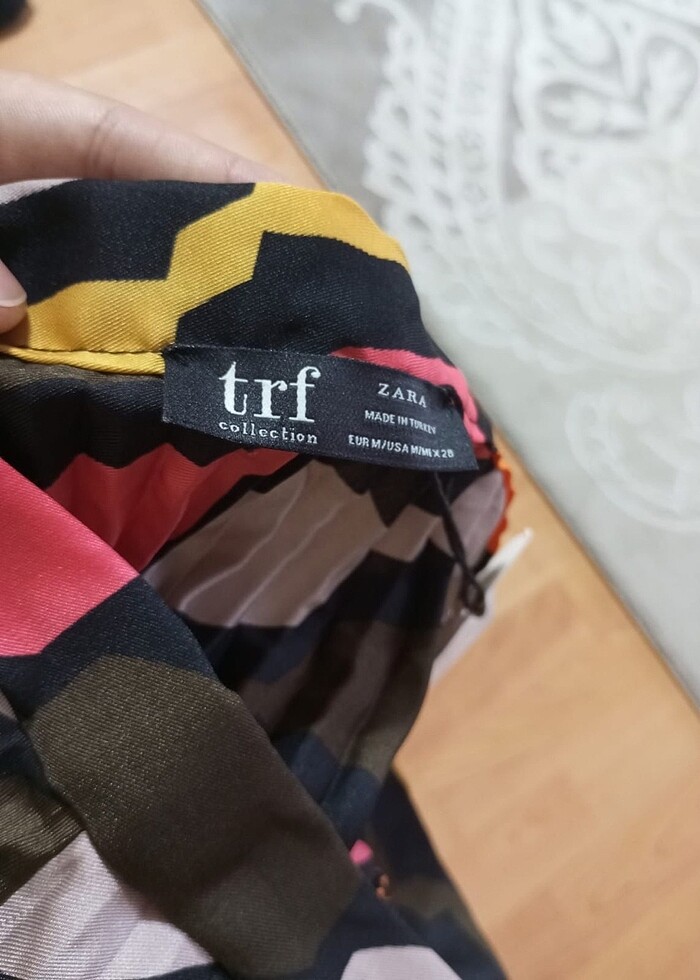 trf
collection
ZARA
MADE IN TURKEY
EUR M/USA M/MEX 28